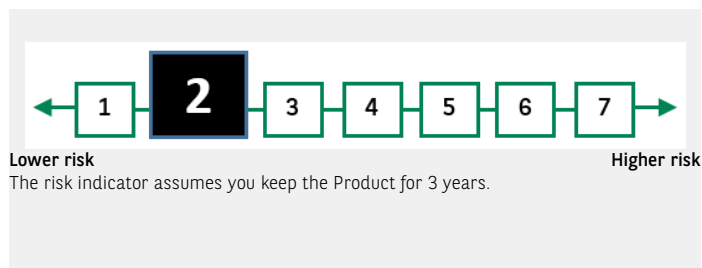 1 2 3 4 5 6 7
Lower risk Higher risk
The risk indicator assumes you keep the Product for 3 years.